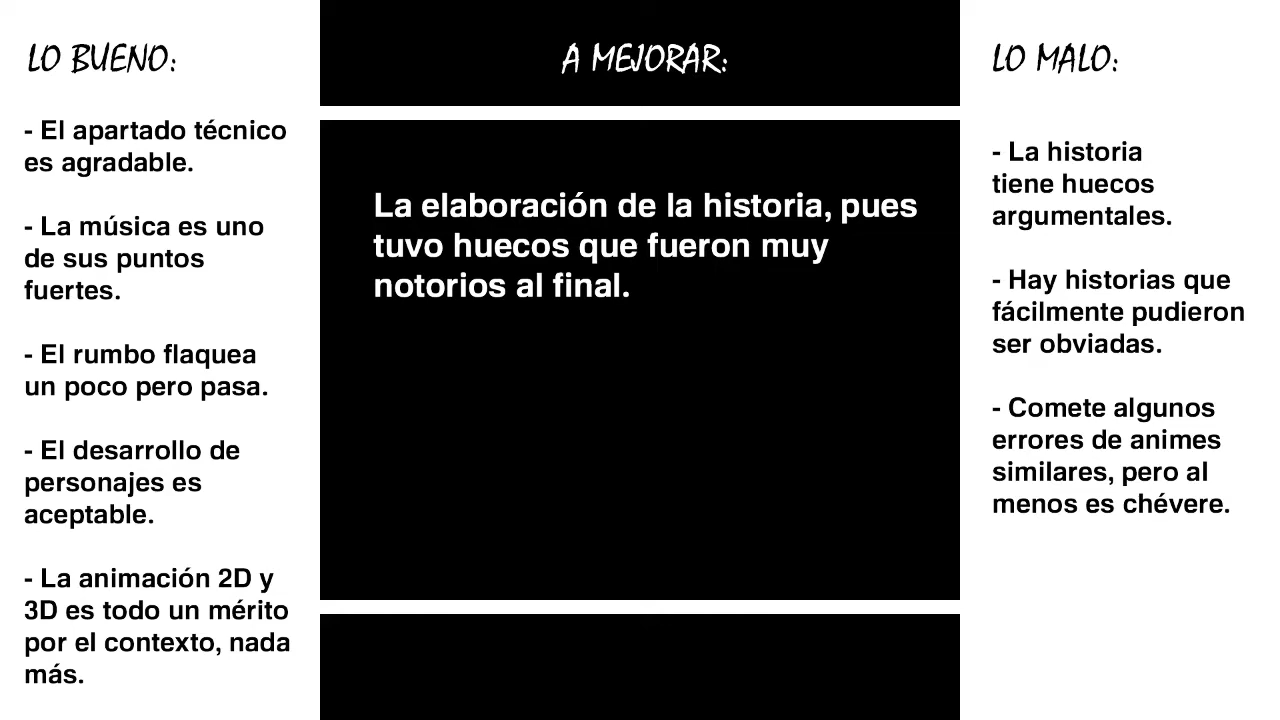 LO BUENO:
- El apartado técnico
es agradable.
- La música es uno
de sus puntos
fuertes.
- El rumbo flaquea
un poco pero pasa.
- El desarrollo de
personajes es
aceptable.
- La animación 2D y
3D es todo un mérito
por el contexto, nada
más.
A MEJORAR:
La elaboración de la historia, pues
tuvo huecos que fueron muy
notorios al final.
LO MALO:
- La historia
tiene huecos
argumentales.
- Hay historias que
fácilmente pudieron
ser obviadas.
- Comete algunos
errores de animes
similares, pero al
menos es chévere.